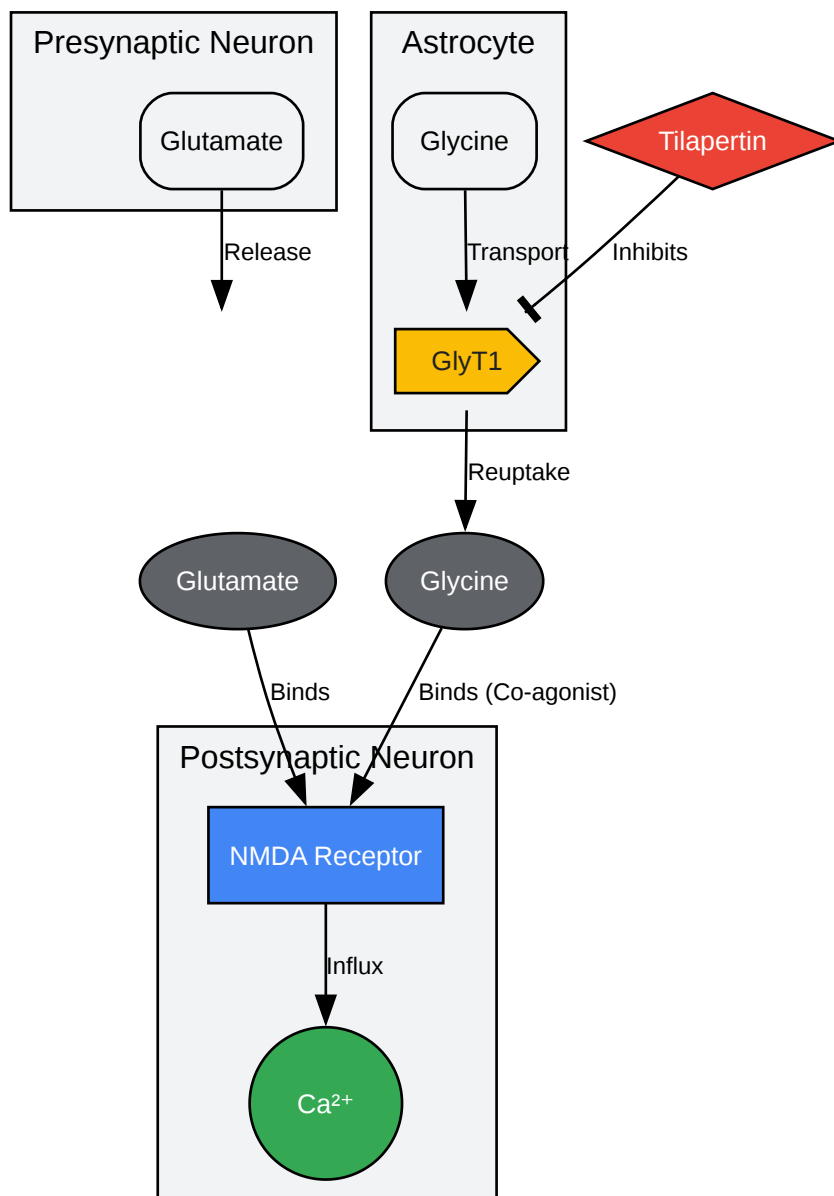 Presynaptic Neuron
Astrocyte
Glutamate
Glycine
Tilapertin
Release
Transport
Inhibits
GlyT1
Reuptake
Glutamate
Glycine
Binds
Binds (Co-agonist)
Postsynaptic Neuron
NMDA Receptor
Influx
Ca²⁺